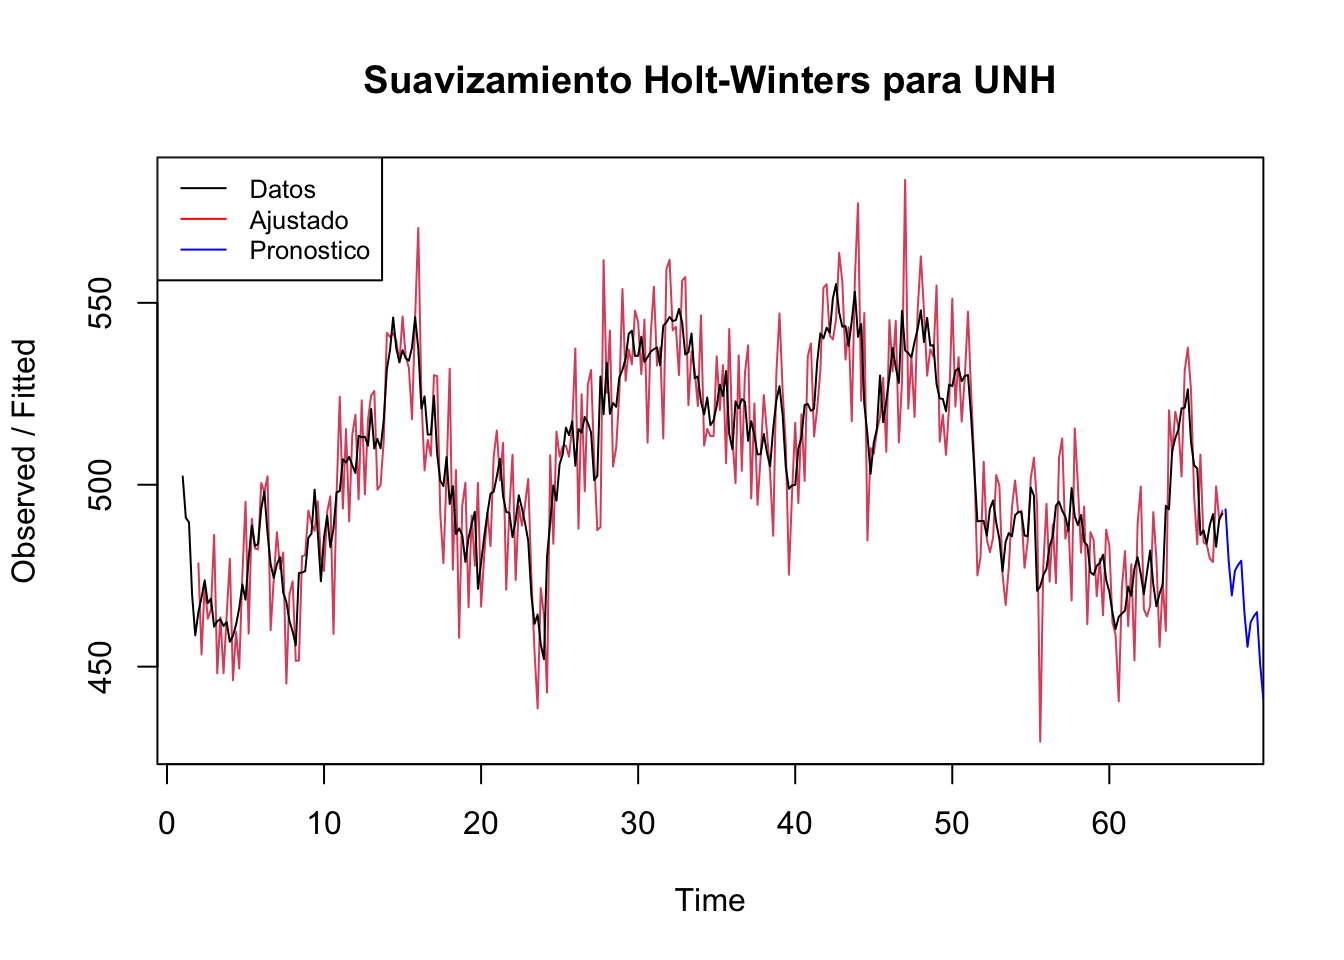 Suavizamiento Holt-Winters para UNH
Datos
Ajustado
Pronostico
Observed / Fitted
550
500
450
0 10 20 30 40 50 60
Time